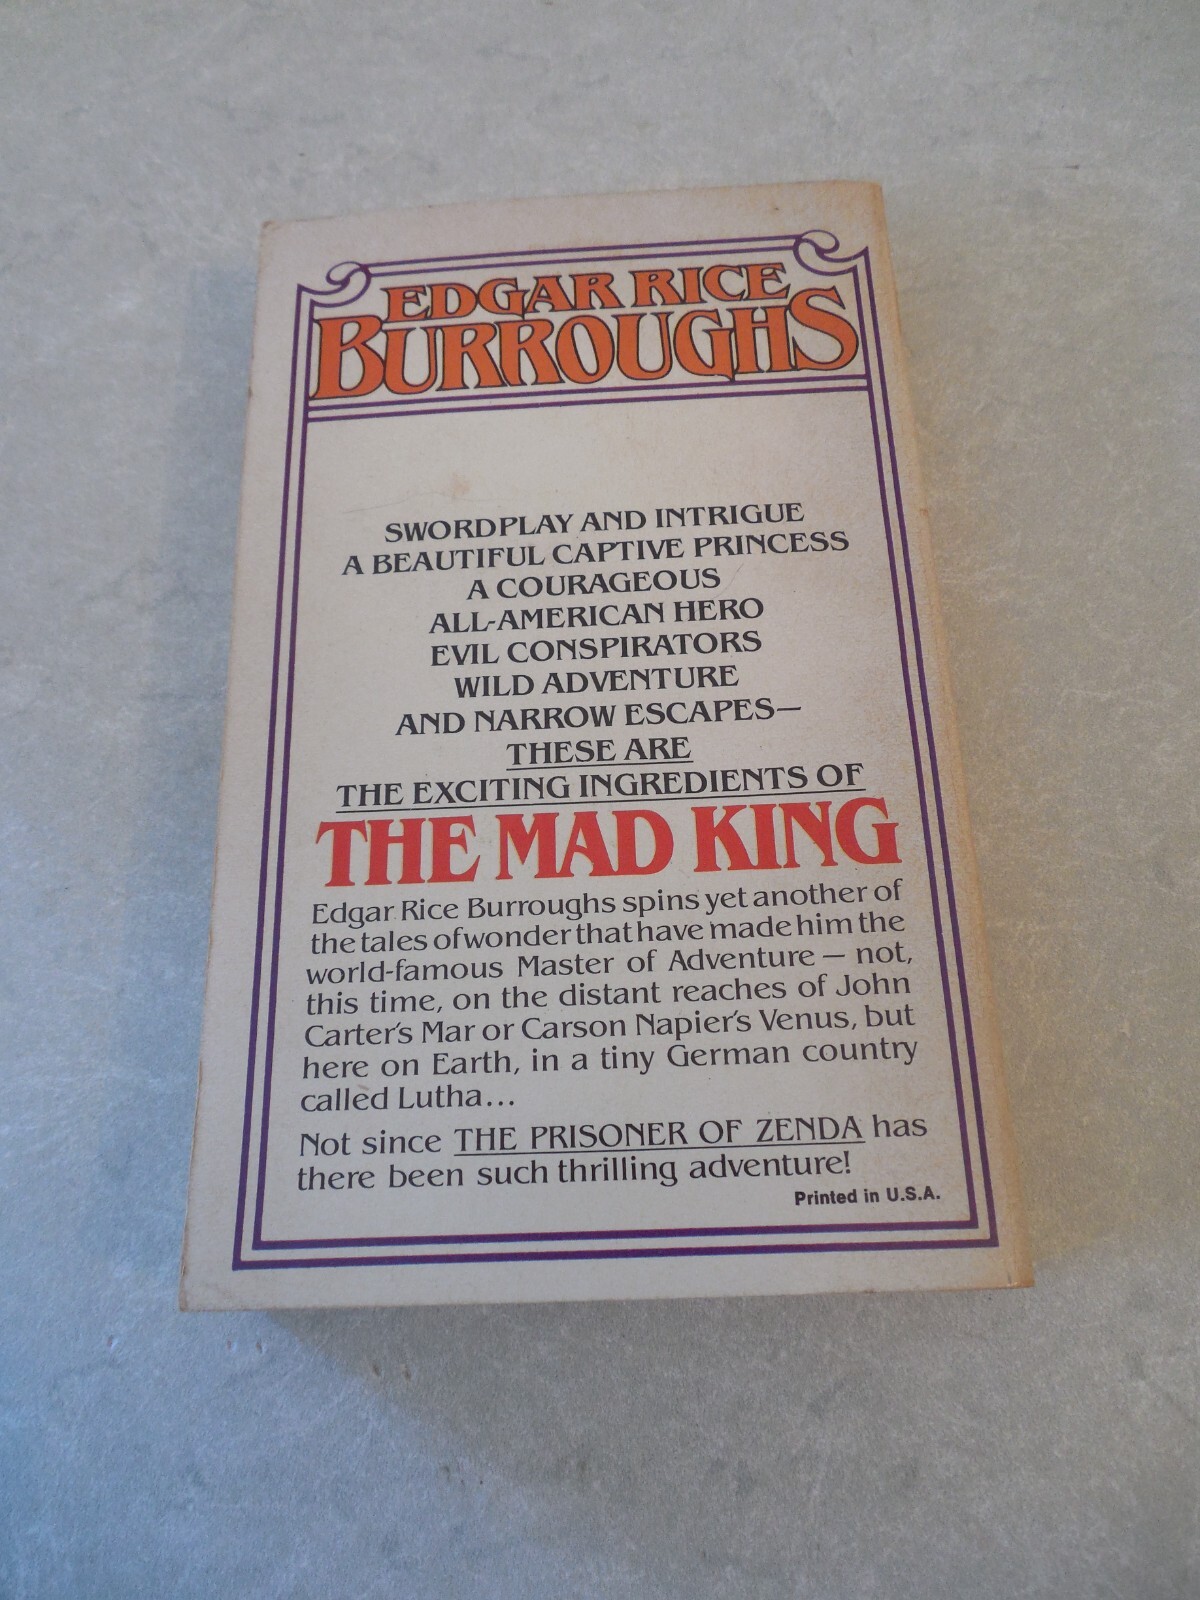 EDGAR RICE
BURROUGHS
SWORDPLAY AND INTRIGUE
A BEAUTIFUL CAPTIVE PRINCESS
A COURAGEOUS
ALL-AMERICAN HERO
EVIL CONSPIRATORS
WILD ADVENTURE
AND NARROW ESCAPES—
THESE ARE
THE EXCITING INGREDIENTS OF
THE MAD KING
Edgar Rice Burroughs spins yet another of
the tales of wonder that have made him the
world-famous Master of Adventure — not,
this time, on the distant reaches of John
Carter's Mar or Carson Napier's Venus, but
here on Earth, in a tiny German country
called Lutha...
Not since THE PRISONER OF ZENDA has
there been such thrilling adventure!
Printed in U.S.A.